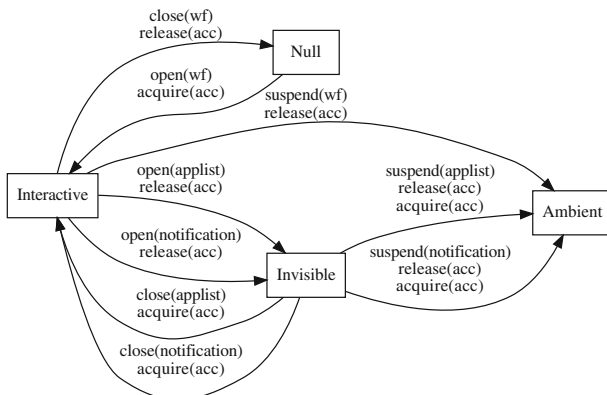 close(wf)
release(acc)
Null
open(wf)
acquire(acc)
suspend(wf)
release(acc)
Interactive
open(applist)
release(acc)
suspend(applist)
release(acc)
acquire(acc)
Ambient
open(notification)
release(acc)
Invisible
suspend(notification)
release(acc)
acquire(acc)
close(applist)
acquire(acc)
close(notification)
acquire(acc)